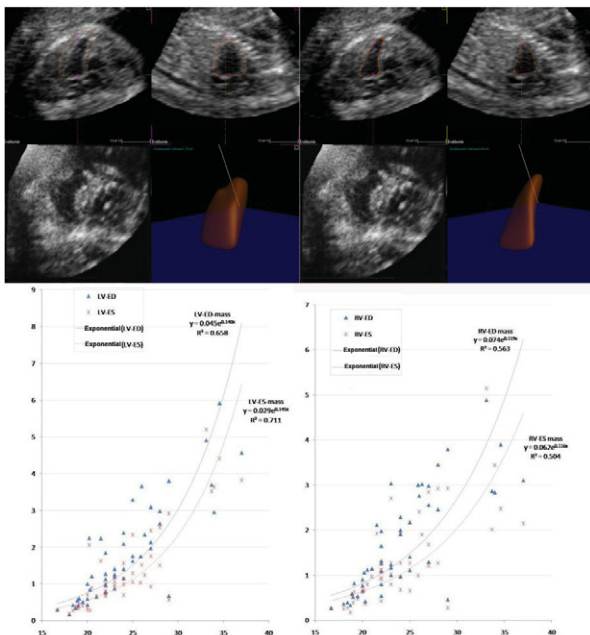 9
8
7
6
5
4
3
2
1
0
15 20 25 30 35 40
LV-ED
LV-ES
Exponential(LV-ED)
Exponential(LV-ES)
LV-ED-mass
R² = 0.658
LV-ES-mass
R² = 0.711
7
6
5
4
3
2
1
0
15 20 25 30 35 40
RV-ED
RV-ES
Exponential(RV-ED)
Exponential(RV-ES)
RV-ED mass
R² = 0.563
RV-ES mass
R² = 0.504